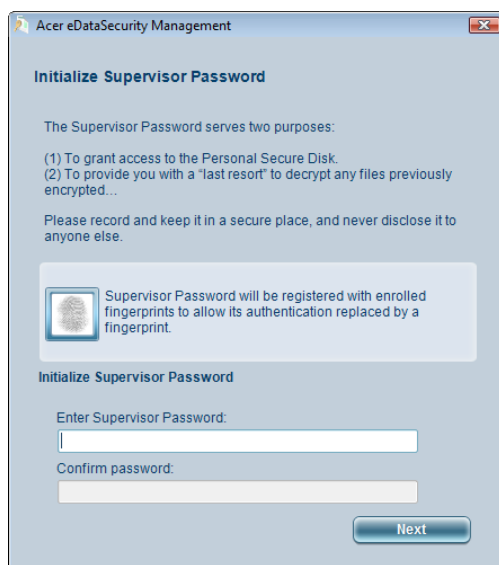 Acer eDataSecurity Management
Initialize Supervisor Password
The Supervisor Password serves two purposes:
(1) To grant access to the Personal Secure Disk.
(2) To provide you with a “last resort” to decrypt any files previously
encrypted...
Please record and keep it in a secure place, and never disclose it to
anyone else.
Supervisor Password will be registered with enrolled
fingerprints to allow its authentication replaced by a
fingerprint.
Initialize Supervisor Password
Enter Supervisor Password:
Confirm password:
Next